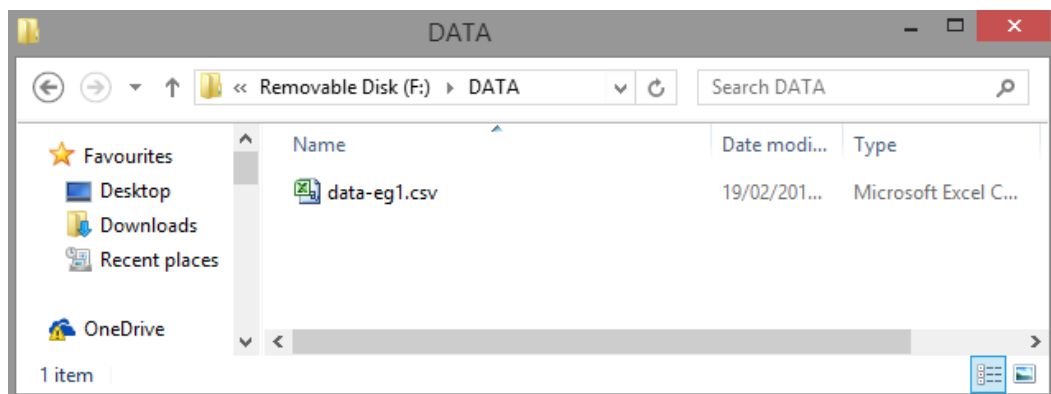 DATA
« Removable Disk (F:) DATA
Search DATA
Favourites
Desktop
Downloads
Recent places
OneDrive
Name Date modi... Type
data-eg1.csv 19/02/201... Microsoft Excel C...
1 item